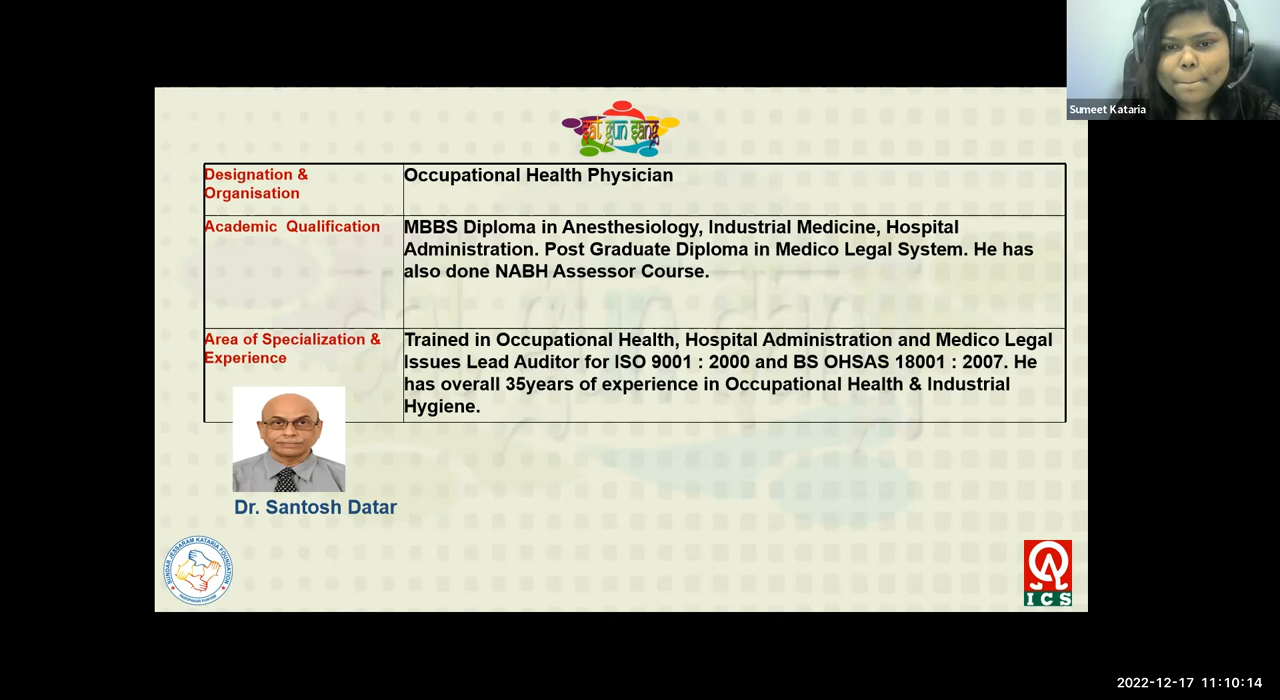 Sumeet Kataria
sat gun sang
Designation &
Organisation
Occupational Health Physician
Academic  Qualification
MBBS Diploma in Anesthesiology, Industrial Medicine, Hospital
Administration. Post Graduate Diploma in Medico Legal System. He has
also done NABH Assessor Course.
Area of Specialization &
Experience
Trained in Occupational Health, Hospital Administration and Medico Legal
Issues Lead Auditor for ISO 9001 : 2000 and BS OHSAS 18001 : 2007. He
has overall 35years of experience in Occupational Health & Industrial
Hygiene.
Dr. Santosh Datar
SUNDAR JESSARAM KATARIA FOUNDATION
ICS
2022-12-17 11:10:14